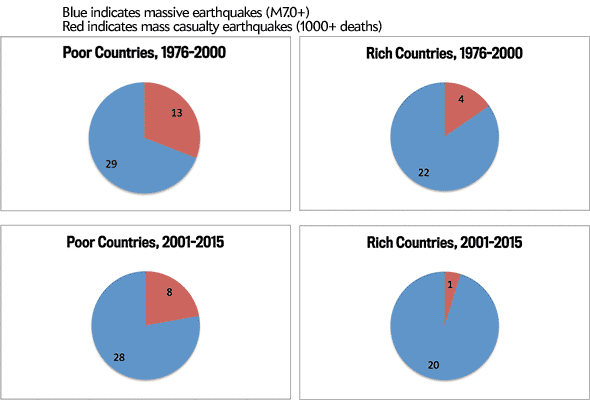 Blue indicates massive earthquakes (M7.0+)
Red indicates mass casualty earthquakes (1000+ deaths)
Poor Countries, 1976-2000
13
29
Rich Countries, 1976-2000
4
22
Poor Countries, 2001-2015
8
28
Rich Countries, 2001-2015
1
20